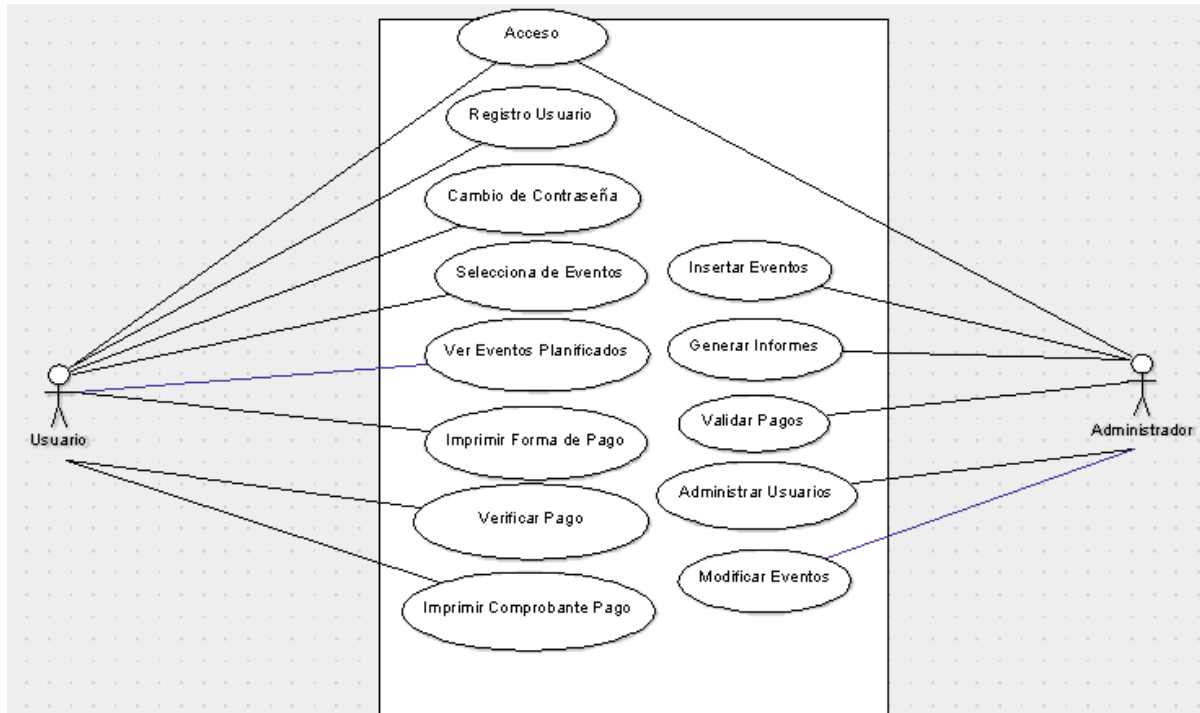 Acceso
Registro Usuario
Cambio de Contraseña
Selecciona de Eventos
Insertar Eventos
Ver Eventos Planificados
Generar Informes
Validar Pagos
Usuario
Imprimir Forma de Pago
Administrador
Administrar Usuarios
Verificar Pago
Modificar Eventos
Imprimir Comprobante Pago